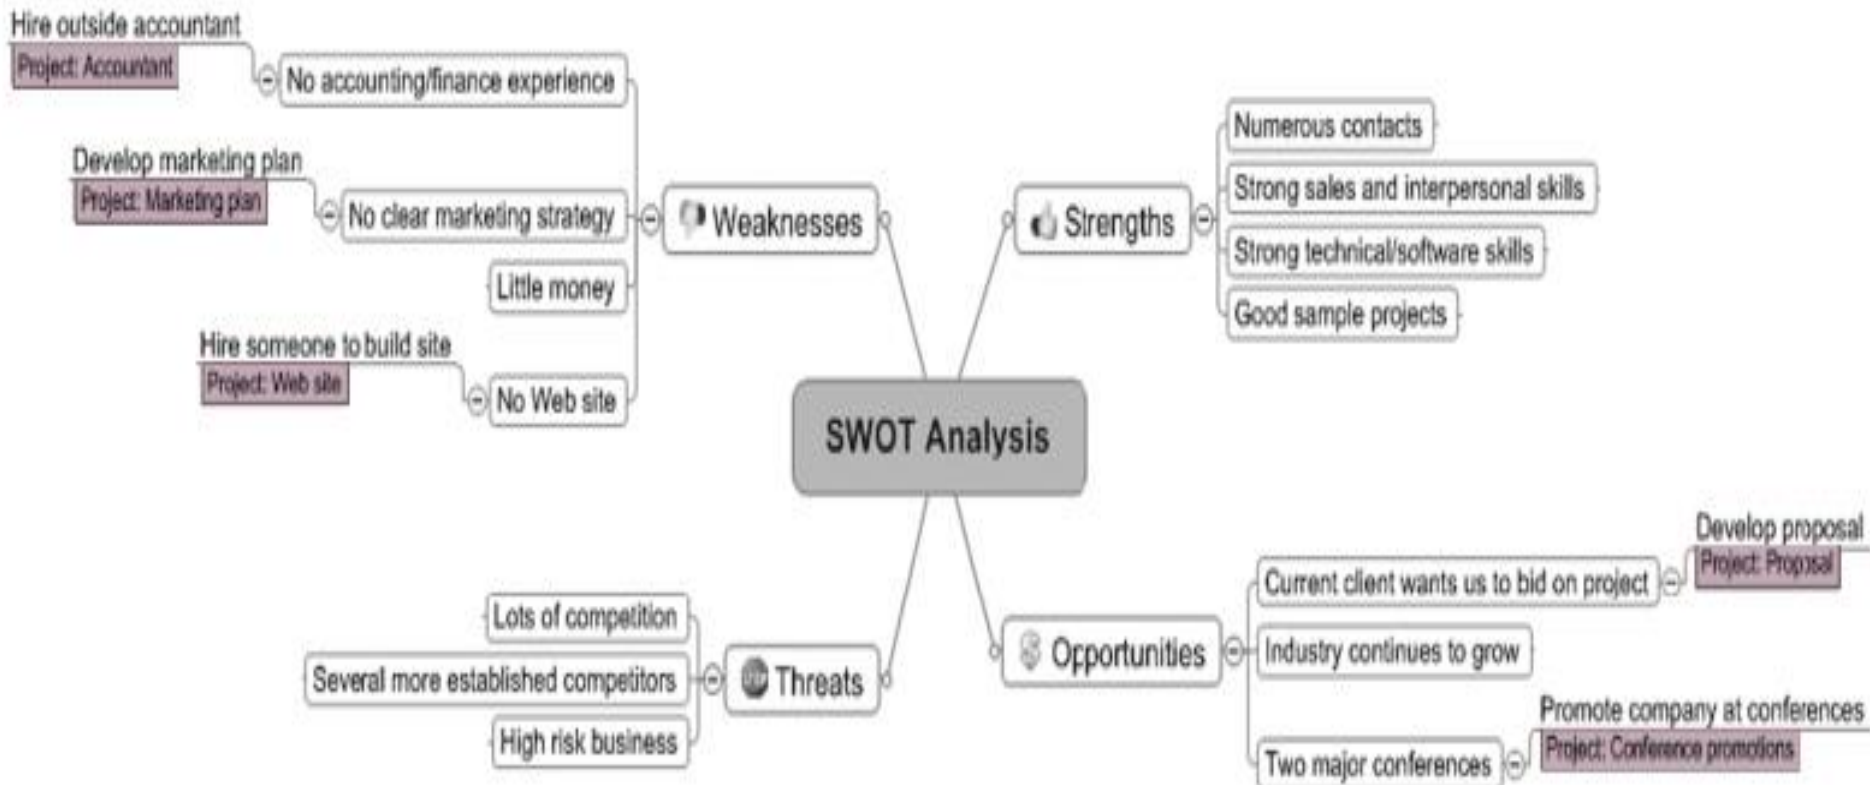 Hire outside accountant
Project: Accountant
No accounting/finance experience
Develop marketing plan
Project: Marketing plan
No clear marketing strategy
Little money
Hire someone to build site
Project: Web site
No Web site
Weaknesses
Strengths
Numerous contacts
Strong sales and interpersonal skills
Strong technical/software skills
Good sample projects
SWOT Analysis
Lots of competition
Several more established competitors
High risk business
Threats
Opportunities
Current client wants us to bid on project
Develop proposal
Project: Proposal
Industry continues to grow
Two major conferences
Promote company at conferences
Project: Conference promotions